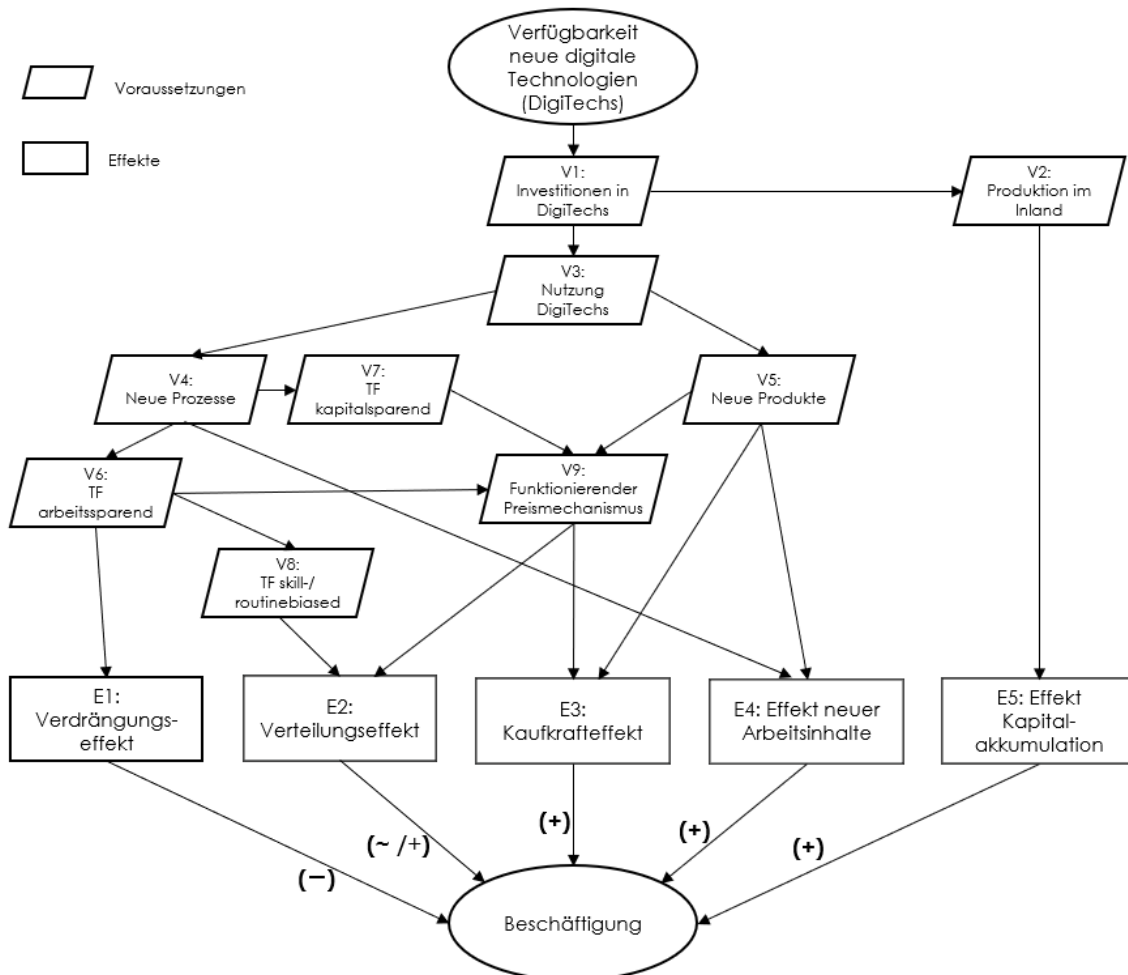 Verfügbarkeit
neue digitale
Technologien
(DigiTechs)
Voraussetzungen
Effekte
V1:
Investitionen in
DigiTechs
V2:
Produktion im
Inland
V3:
Nutzung
DigiTechs
V4:
Neue Prozesse
V7:
TF
kapitalsparend
V5:
Neue Produkte
V6:
TF
arbeitssparend
V9:
Funktionierender
Preismechanismus
V8:
TF skill-/
routinebiased
E1:
Verdrängungs-
effekt
E2:
Verteilungseffekt
E3:
Kaufkrafteffekt
E4: Effekt neuer
Arbeitsinhalte
E5: Effekt
Kapital-
akkumulation
(−)
(~ /+)
(+)
(+)
(+)
Beschäftigung